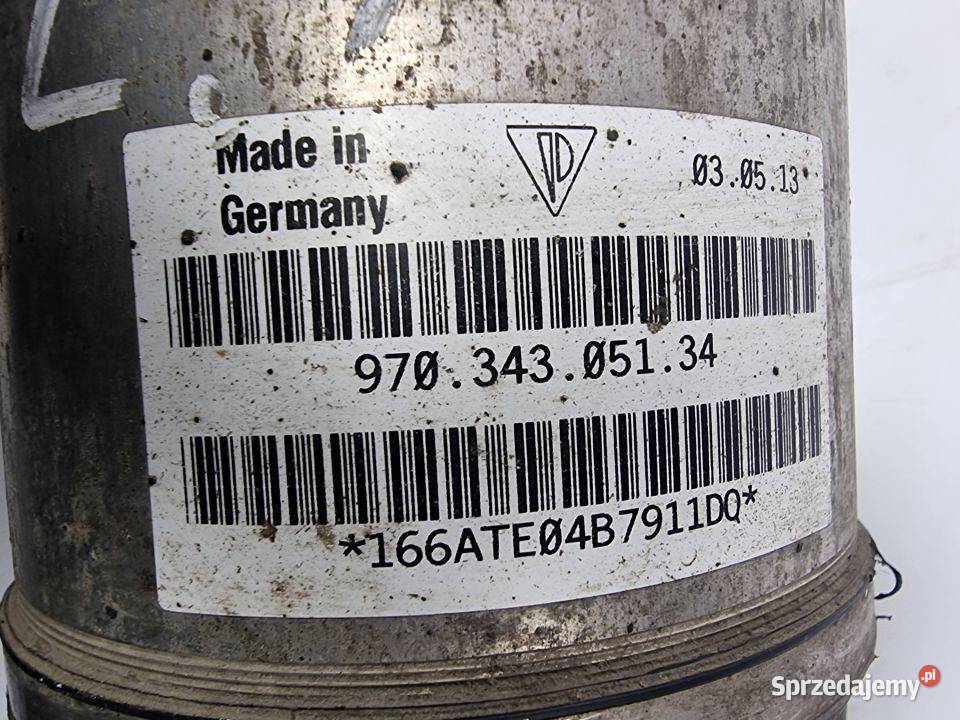 Made in
Germany
03.05.13
970.343.051.34
*166ATE04B7911DQ*
Sprzedajemy.pl